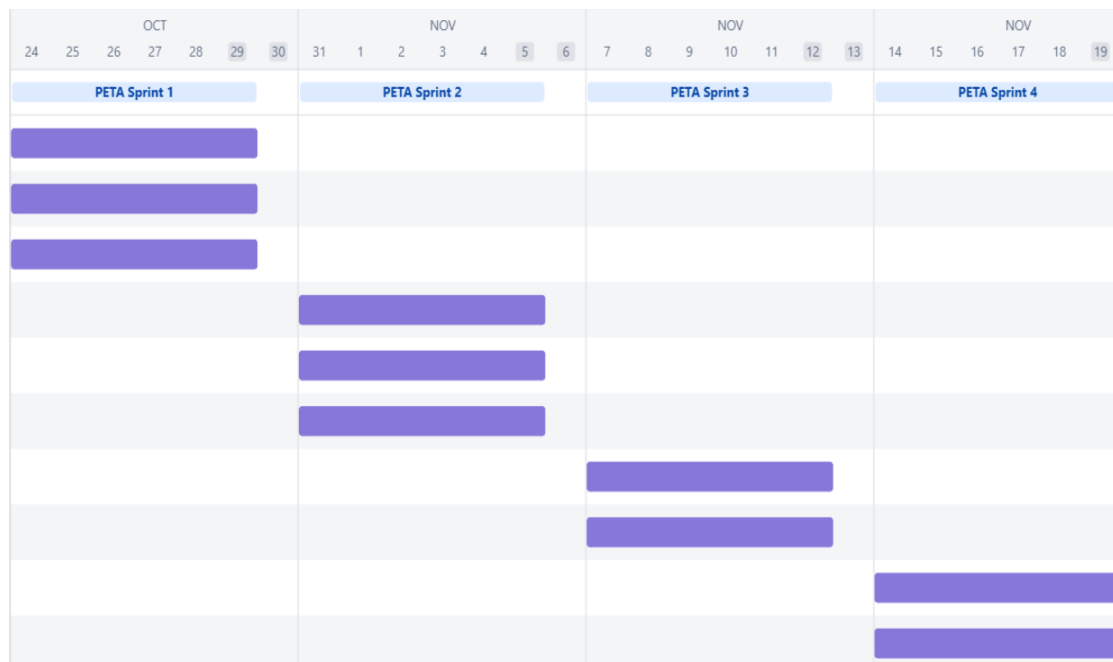 OCT NOV NOV NOV
24 25 26 27 28 29 30 31 1 2 3 4 5 6 7 8 9 10 11 12 13 14 15 16 17 18 19
PETA Sprint 1 PETA Sprint 2 PETA Sprint 3 PETA Sprint 4